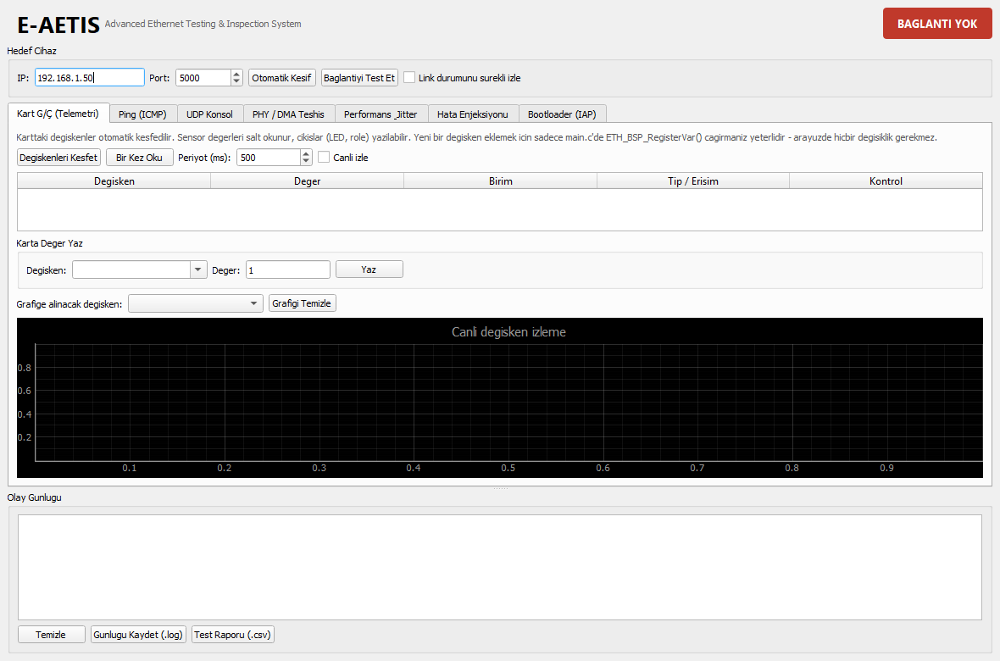 E-AETIS Advanced Ethernet Testing & Inspection System BAGLANTI YOK
Hedef Cihaz
IP: 192.168.1.50 Port: 5000 Otomatik Kesif Baglantiyi Test Et Link durumunu surekli izle
Kart G/Ç (Telemetri) Ping (ICMP) UDP Konsol PHY / DMA Teshis Performans _Jitter Hata Enjeksiyonu Bootloader (IAP)
Karttaki degiskenler otomatik kesfedilir. Sensor degerleri salt okunur, cikislar (LED, role) yazilabilir. Yeni bir degisken eklemek icin sadece main.c'de ETH_BSP_RegisterVar() cagirmaniz yeterlidir - arayuzde hicbir degisiklik gerekmez.
Degiskenleri Kesfet Bir Kez Oku Periyot (ms): 500 Canli izle
Degisken Deger Birim Tip / Erisim Kontrol
Karta Deger Yaz
Degisken: Deger: 1 Yaz
Grafige alinacak degisken: Grafigi Temizle
Canli degisken izleme
0.8
0.6
0.4
0.2
0.1 0.2 0.3 0.4 0.5 0.6 0.7 0.8 0.9
Olay Gunlugu
Temizle Gunlugu Kaydet (.log) Test Raporu (.csv)